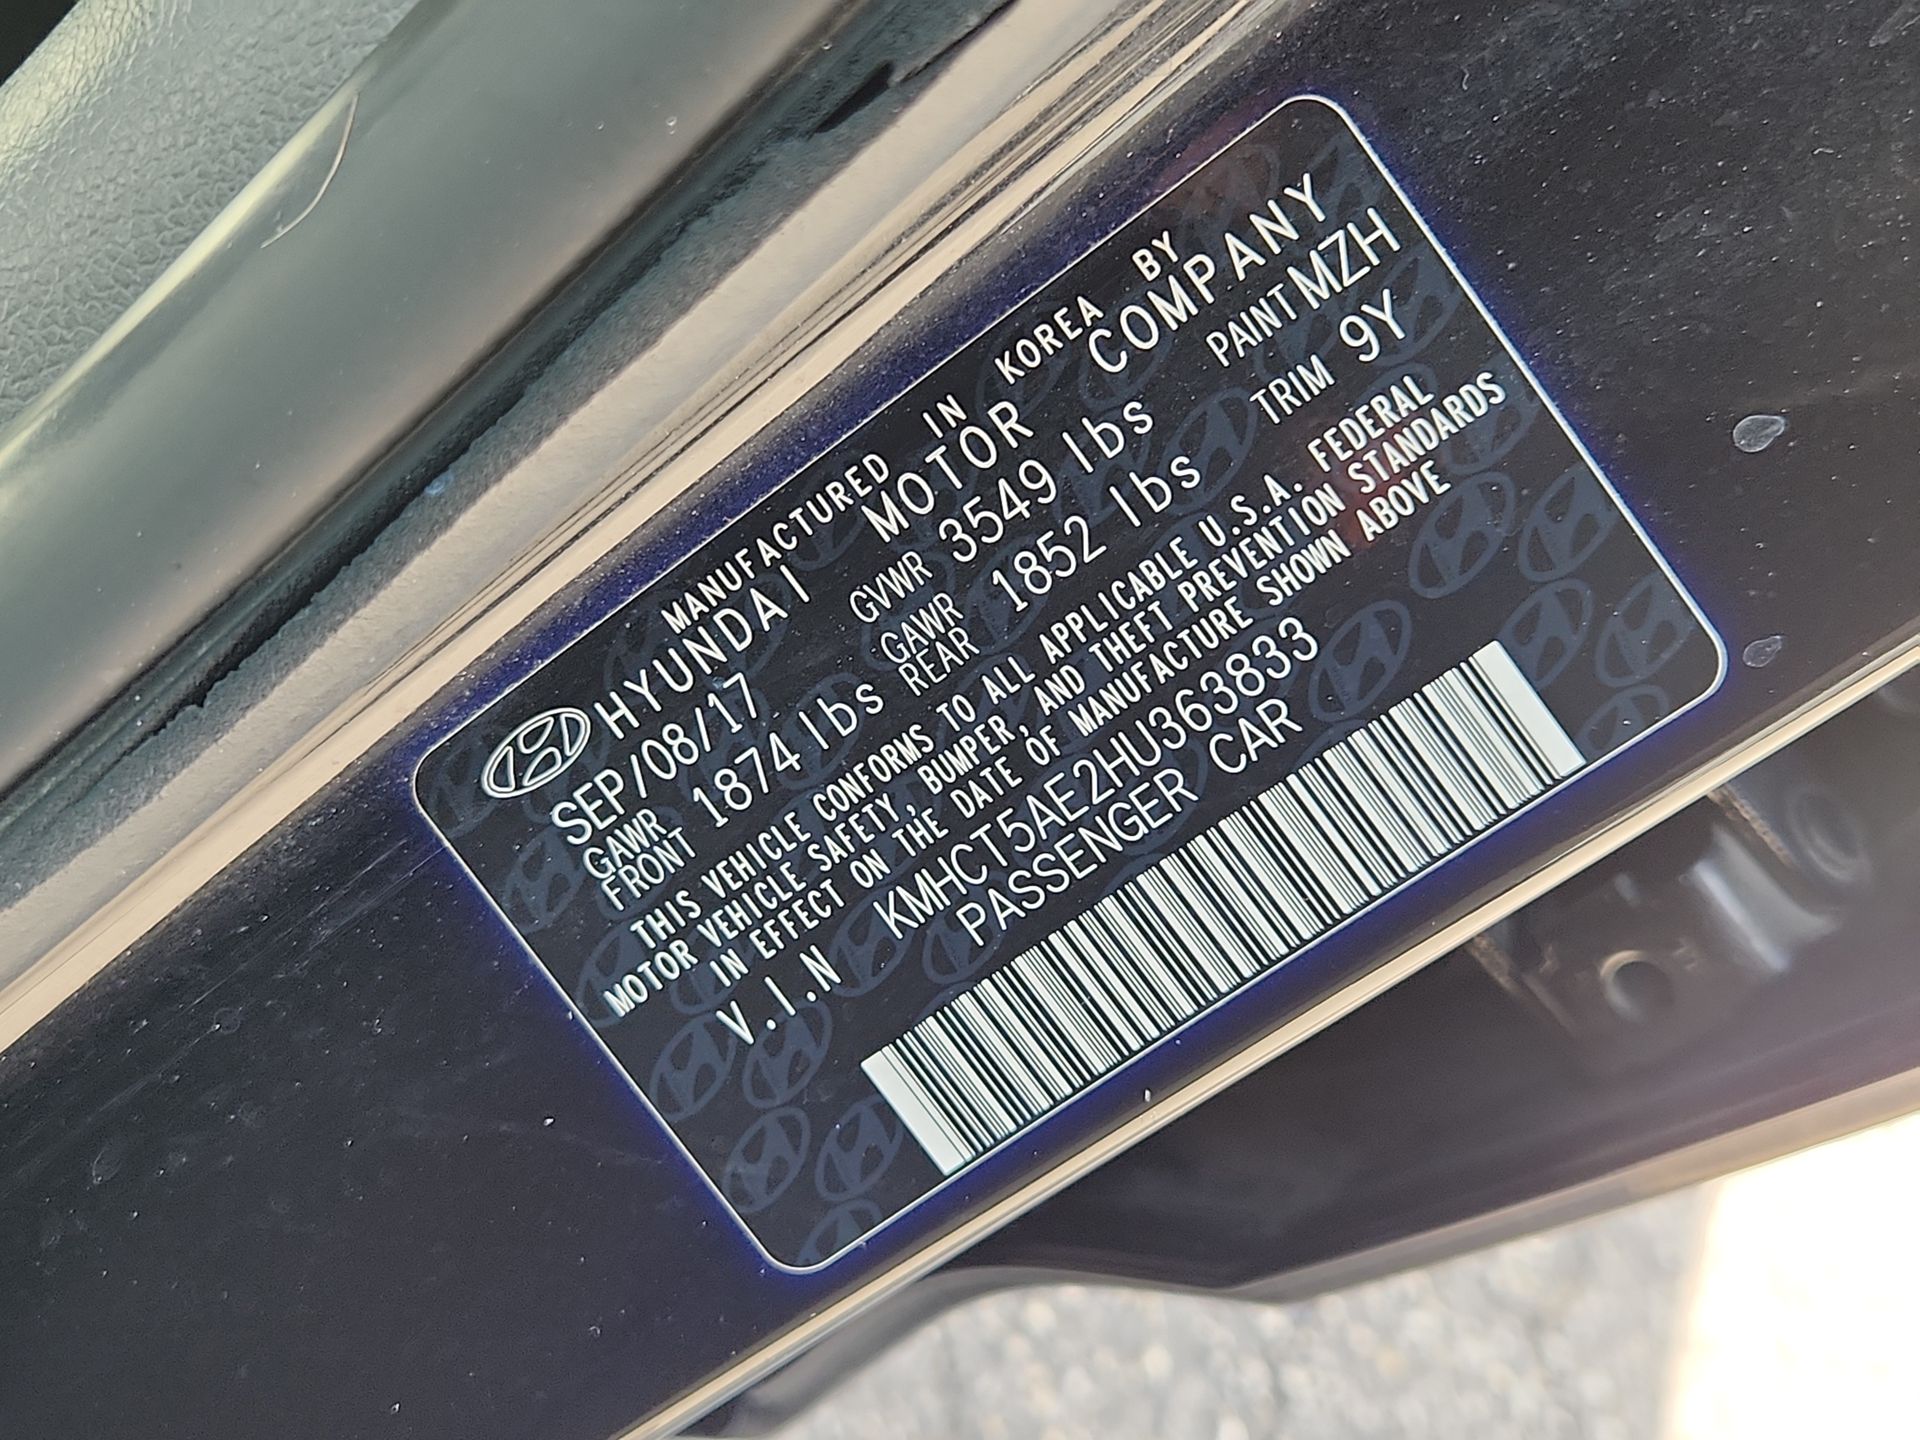 MANUFACTURED IN KOREA BY
HYUNDAI MOTOR COMPANY
SEP/08/17 GVWR 3549 lbs PAINT MZH
GAWR FRONT 1874 lbs GAWR REAR 1852 lbs TRIM 9Y
THIS VEHICLE CONFORMS TO ALL APPLICABLE U.S.A. FEDERAL
MOTOR VEHICLE SAFETY, BUMPER, AND THEFT PREVENTION STANDARDS
IN EFFECT ON THE DATE OF MANUFACTURE SHOWN ABOVE
V.I.N KMHCT5AE2HU363833
PASSENGER CAR